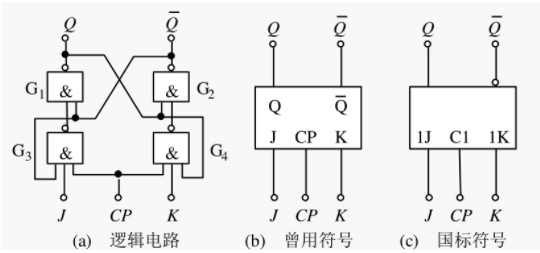 Q Q̅ Q Q̅ Q Q̅
G₁ & & G₂ Q Q̅
G₃ & & G₄ J CP K 1J C1 1K
J CP K J CP K J CP K
(a) 逻辑电路 (b) 曾用符号 (c) 国标符号